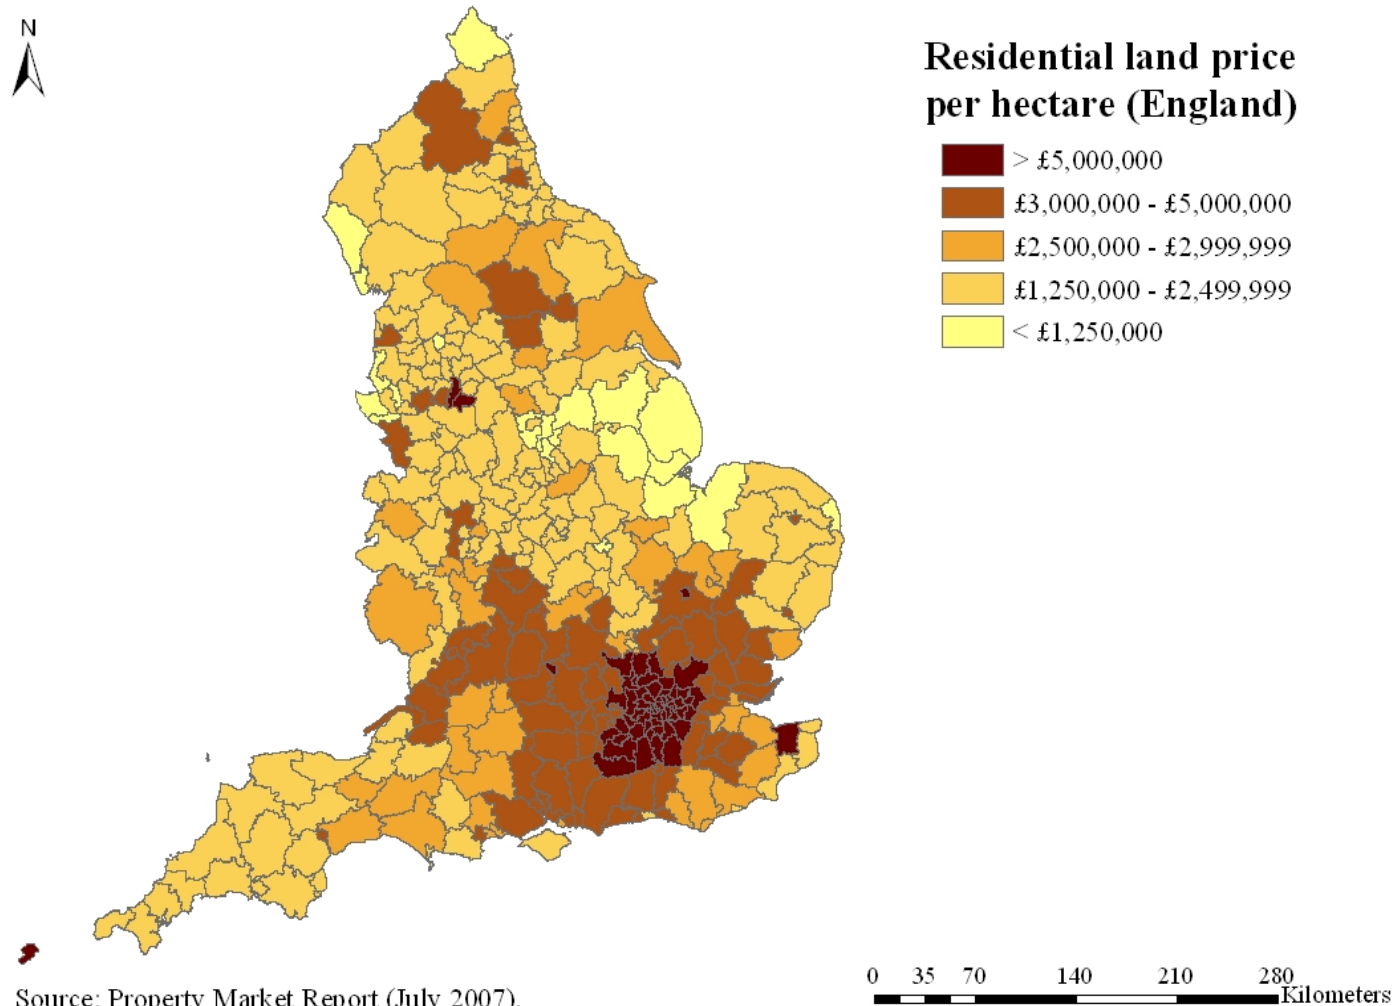 N
Residential land price
per hectare (England)
> £5,000,000
£3,000,000 - £5,000,000
£2,500,000 - £2,999,999
£1,250,000 - £2,499,999
< £1,250,000
0 35 70 140 210 280
Kilometers
Source: Property Market Report (July 2007).